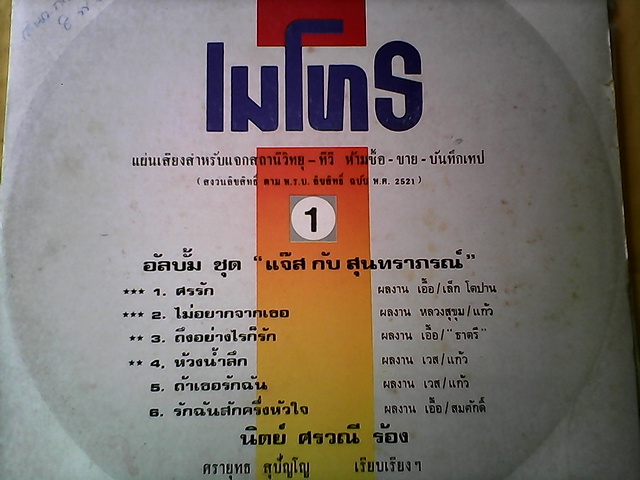 เมโทร
แผ่นเสียงสำหรับแจกสถานีวิทยุ - ทีวี ห้ามซื้อ - ขาย - บันทึกเทป
( สงวนลิขสิทธิ์ ตาม พ.ร.บ. ลิขสิทธิ์ ฉบับ พ.ศ. 2521 )
1
อัลบั้ม ชุด “แจ๊ส กับ สุนทราภรณ์”
*** 1. ศรรัก ผลงาน เอื้อ/เล็ก โตปาน
*** 2. ไม่อยากจากเธอ ผลงาน หลวงสุขุม/แก้ว
** 3. ถึงอย่างไรก็รัก ผลงาน เอื้อ/"ธาตรี"
** 4. ห้วงน้ำลึก ผลงาน เวส/แก้ว
5. ถ้าเธอรักฉัน ผลงาน เวส/แก้ว
6. รักฉันสักครึ่งหัวใจ ผลงาน เอื้อ/สมศักดิ์
นิตย์ ศรวณี ร้อง
ศรายุทธ สุปัญโญ เรียบเรียงฯ